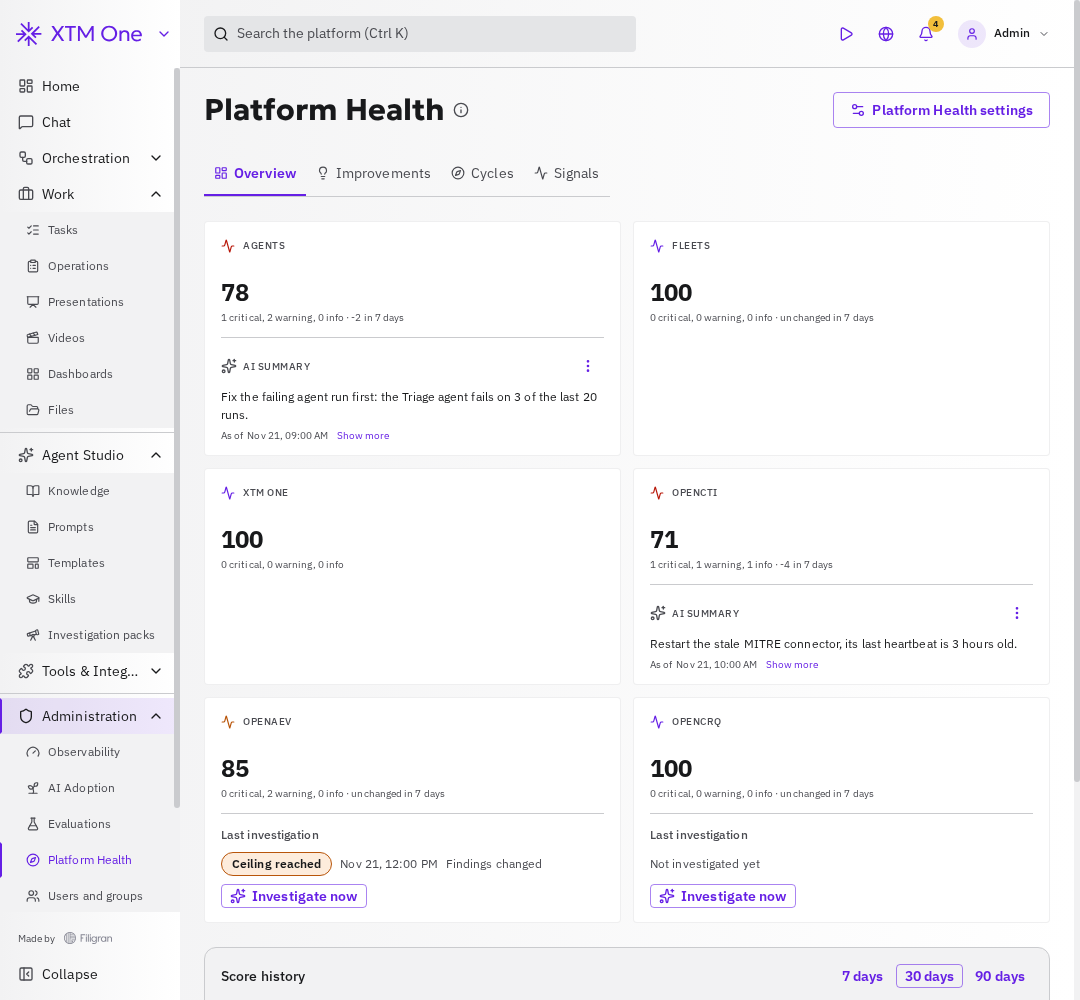 XTM One
Search the platform (Ctrl K)
4
Admin
Home
Chat
Orchestration
Work
Tasks
Operations
Presentations
Videos
Dashboards
Files
Agent Studio
Knowledge
Prompts
Templates
Skills
Investigation packs
Tools & Integ...
Administration
Observability
AI Adoption
Evaluations
Platform Health
Users and groups
Made by Filigran
Collapse
Platform Health
Platform Health settings
Overview
Improvements
Cycles
Signals
AGENTS
78
1 critical, 2 warning, 0 info · -2 in 7 days
AI SUMMARY
Fix the failing agent run first: the Triage agent fails on 3 of the last 20
runs.
As of Nov 21, 09:00 AM Show more
FLEETS
100
0 critical, 0 warning, 0 info · unchanged in 7 days
XTM ONE
100
0 critical, 0 warning, 0 info
OPENCTI
71
1 critical, 1 warning, 1 info · -4 in 7 days
AI SUMMARY
Restart the stale MITRE connector, its last heartbeat is 3 hours old.
As of Nov 21, 10:00 AM Show more
OPENAEV
85
0 critical, 2 warning, 0 info · unchanged in 7 days
Last investigation
Ceiling reached Nov 21, 12:00 PM Findings changed
Investigate now
OPENCRQ
100
0 critical, 0 warning, 0 info · unchanged in 7 days
Last investigation
Not investigated yet
Investigate now
Score history
7 days
30 days
90 days